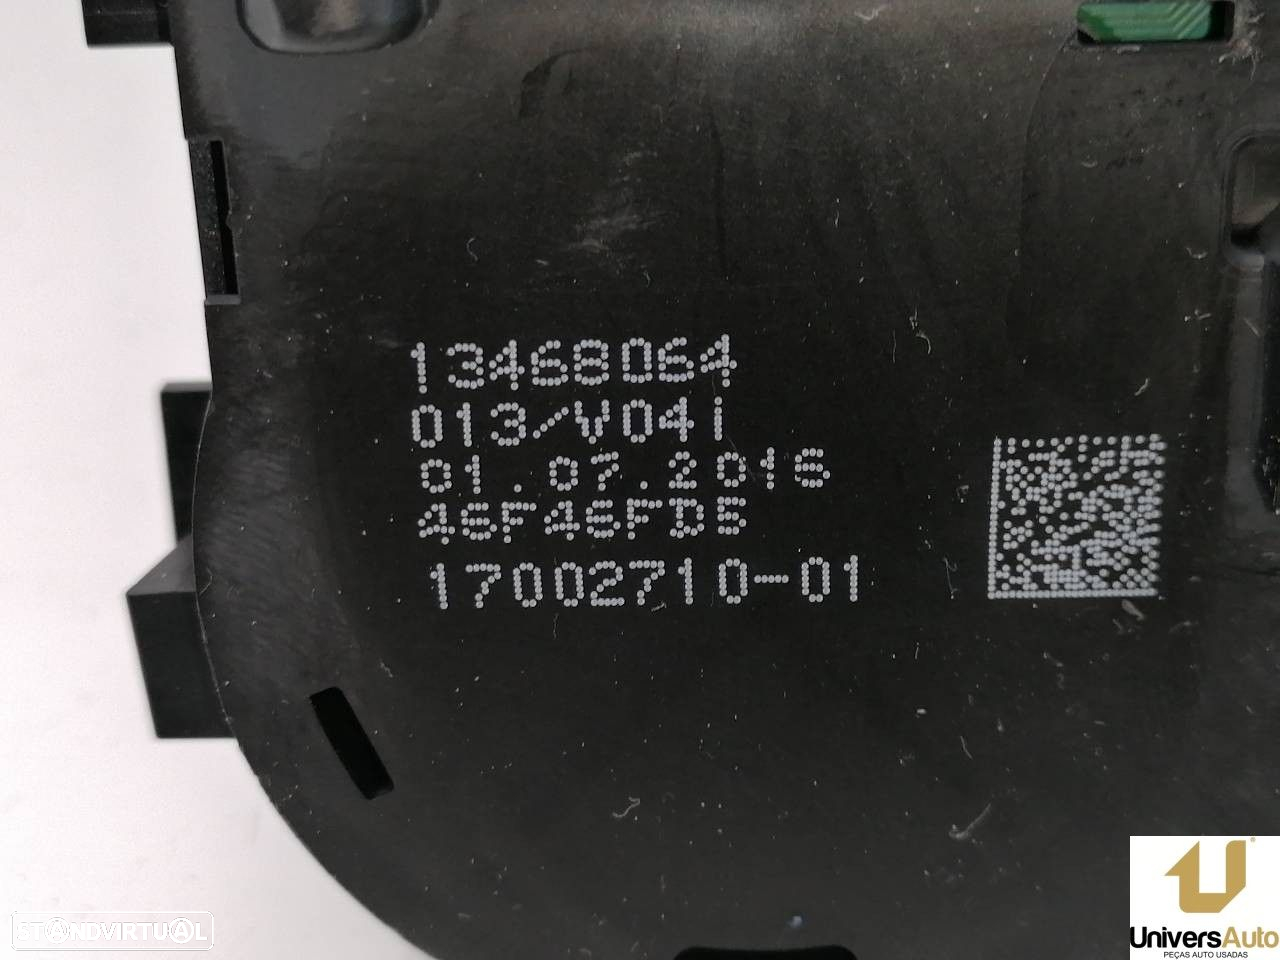 13468064
013/V04I
01.07.2016
46F46FD5
17002710-01
STANDVIRTUAL
UniversAuto
PEÇAS AUTO USADAS